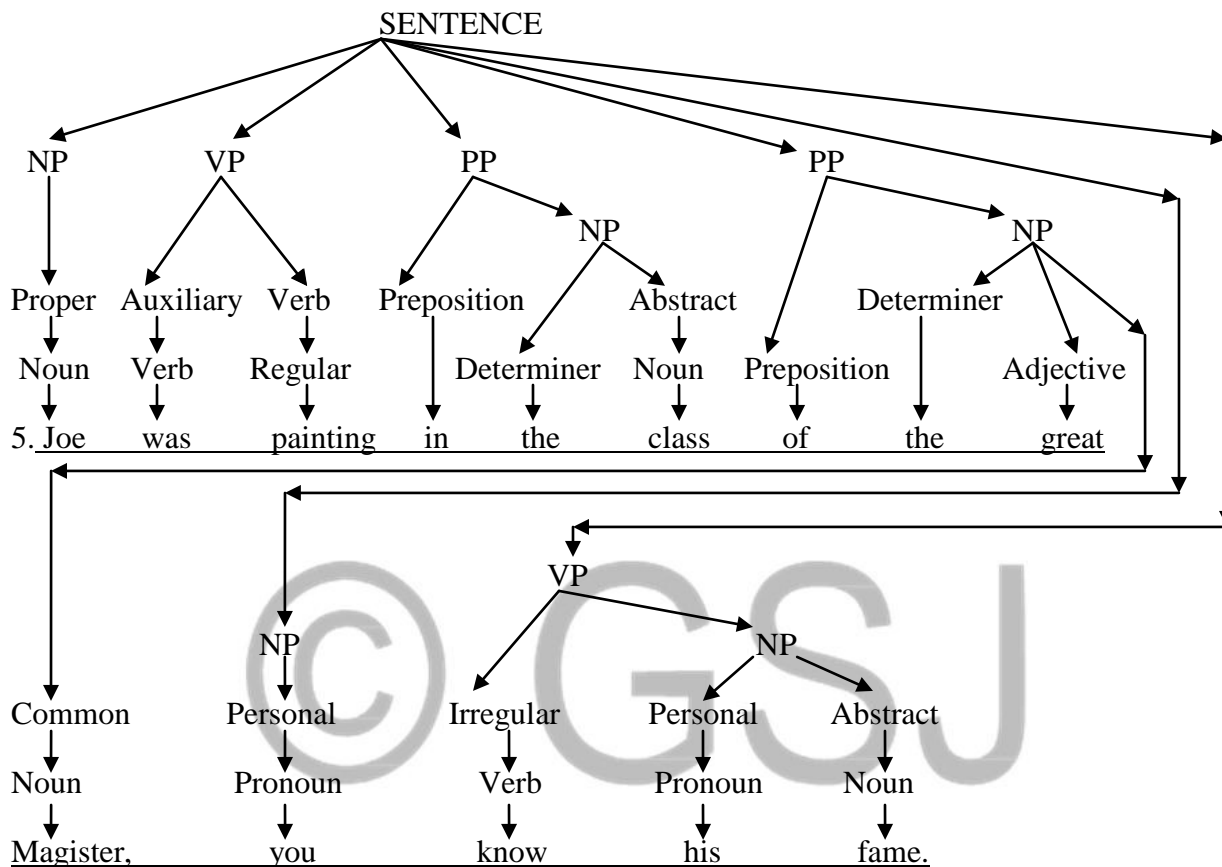 SENTENCE
NP VP PP PP
NP NP
Proper Auxiliary Verb Preposition Abstract Determiner
Noun Verb Regular Determiner Noun Preposition Adjective
5. Joe was painting in the class of the great
VP
NP NP
Common Personal Irregular Personal Abstract
Noun Pronoun Verb Pronoun Noun
Magister, you know his fame.
© GSJ